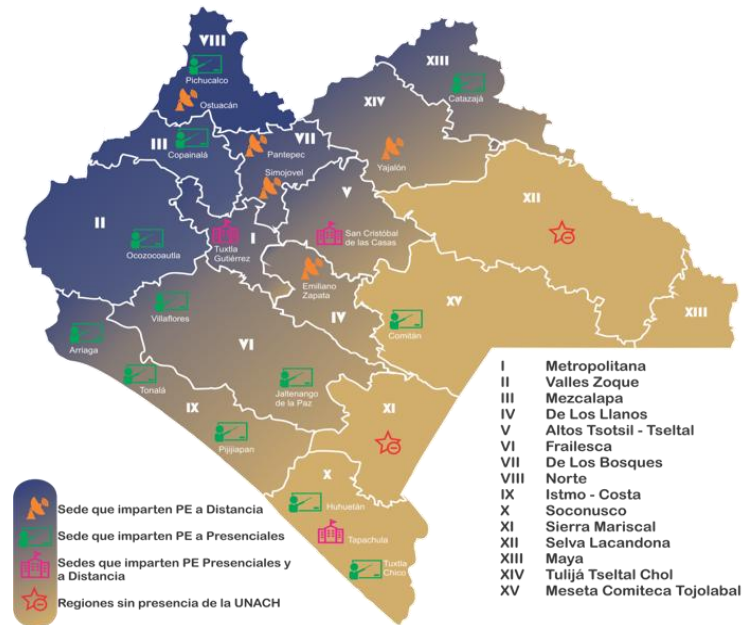 VIII
Pichucalco
Ostuacán
XIII
Catazajá
XIV
Yajalón
III
Copainalá
VII
Pantepec
Simojovel
V
San Cristóbal
de las Casas
XII
II
Ocozocoautla
I
Tuxtla
Gutiérrez
Emiliano
Zapata
IV
XV
Comitán
XIII
Villaflores
VI
Arriaga
Tonalá
Jaltenango
de la Paz
IX
Pijijiapan
XI
X
Huhuetán
Tapachula
Tuxtla
Chico
Sede que imparten PE a Distancia
Sede que imparten PE a Presenciales
Sedes que imparten PE Presenciales y
a Distancia
Regiones sin presencia de la UNACH
I Metropolitana
II Valles Zoque
III Mezcalapa
IV De Los Llanos
V Altos Tsotsil - Tseltal
VI Frailesca
VII De Los Bosques
VIII Norte
IX Istmo - Costa
X Soconusco
XI Sierra Mariscal
XII Selva Lacandona
XIII Maya
XIV Tulijá Tseltal Chol
XV Meseta Comiteca Tojolabal